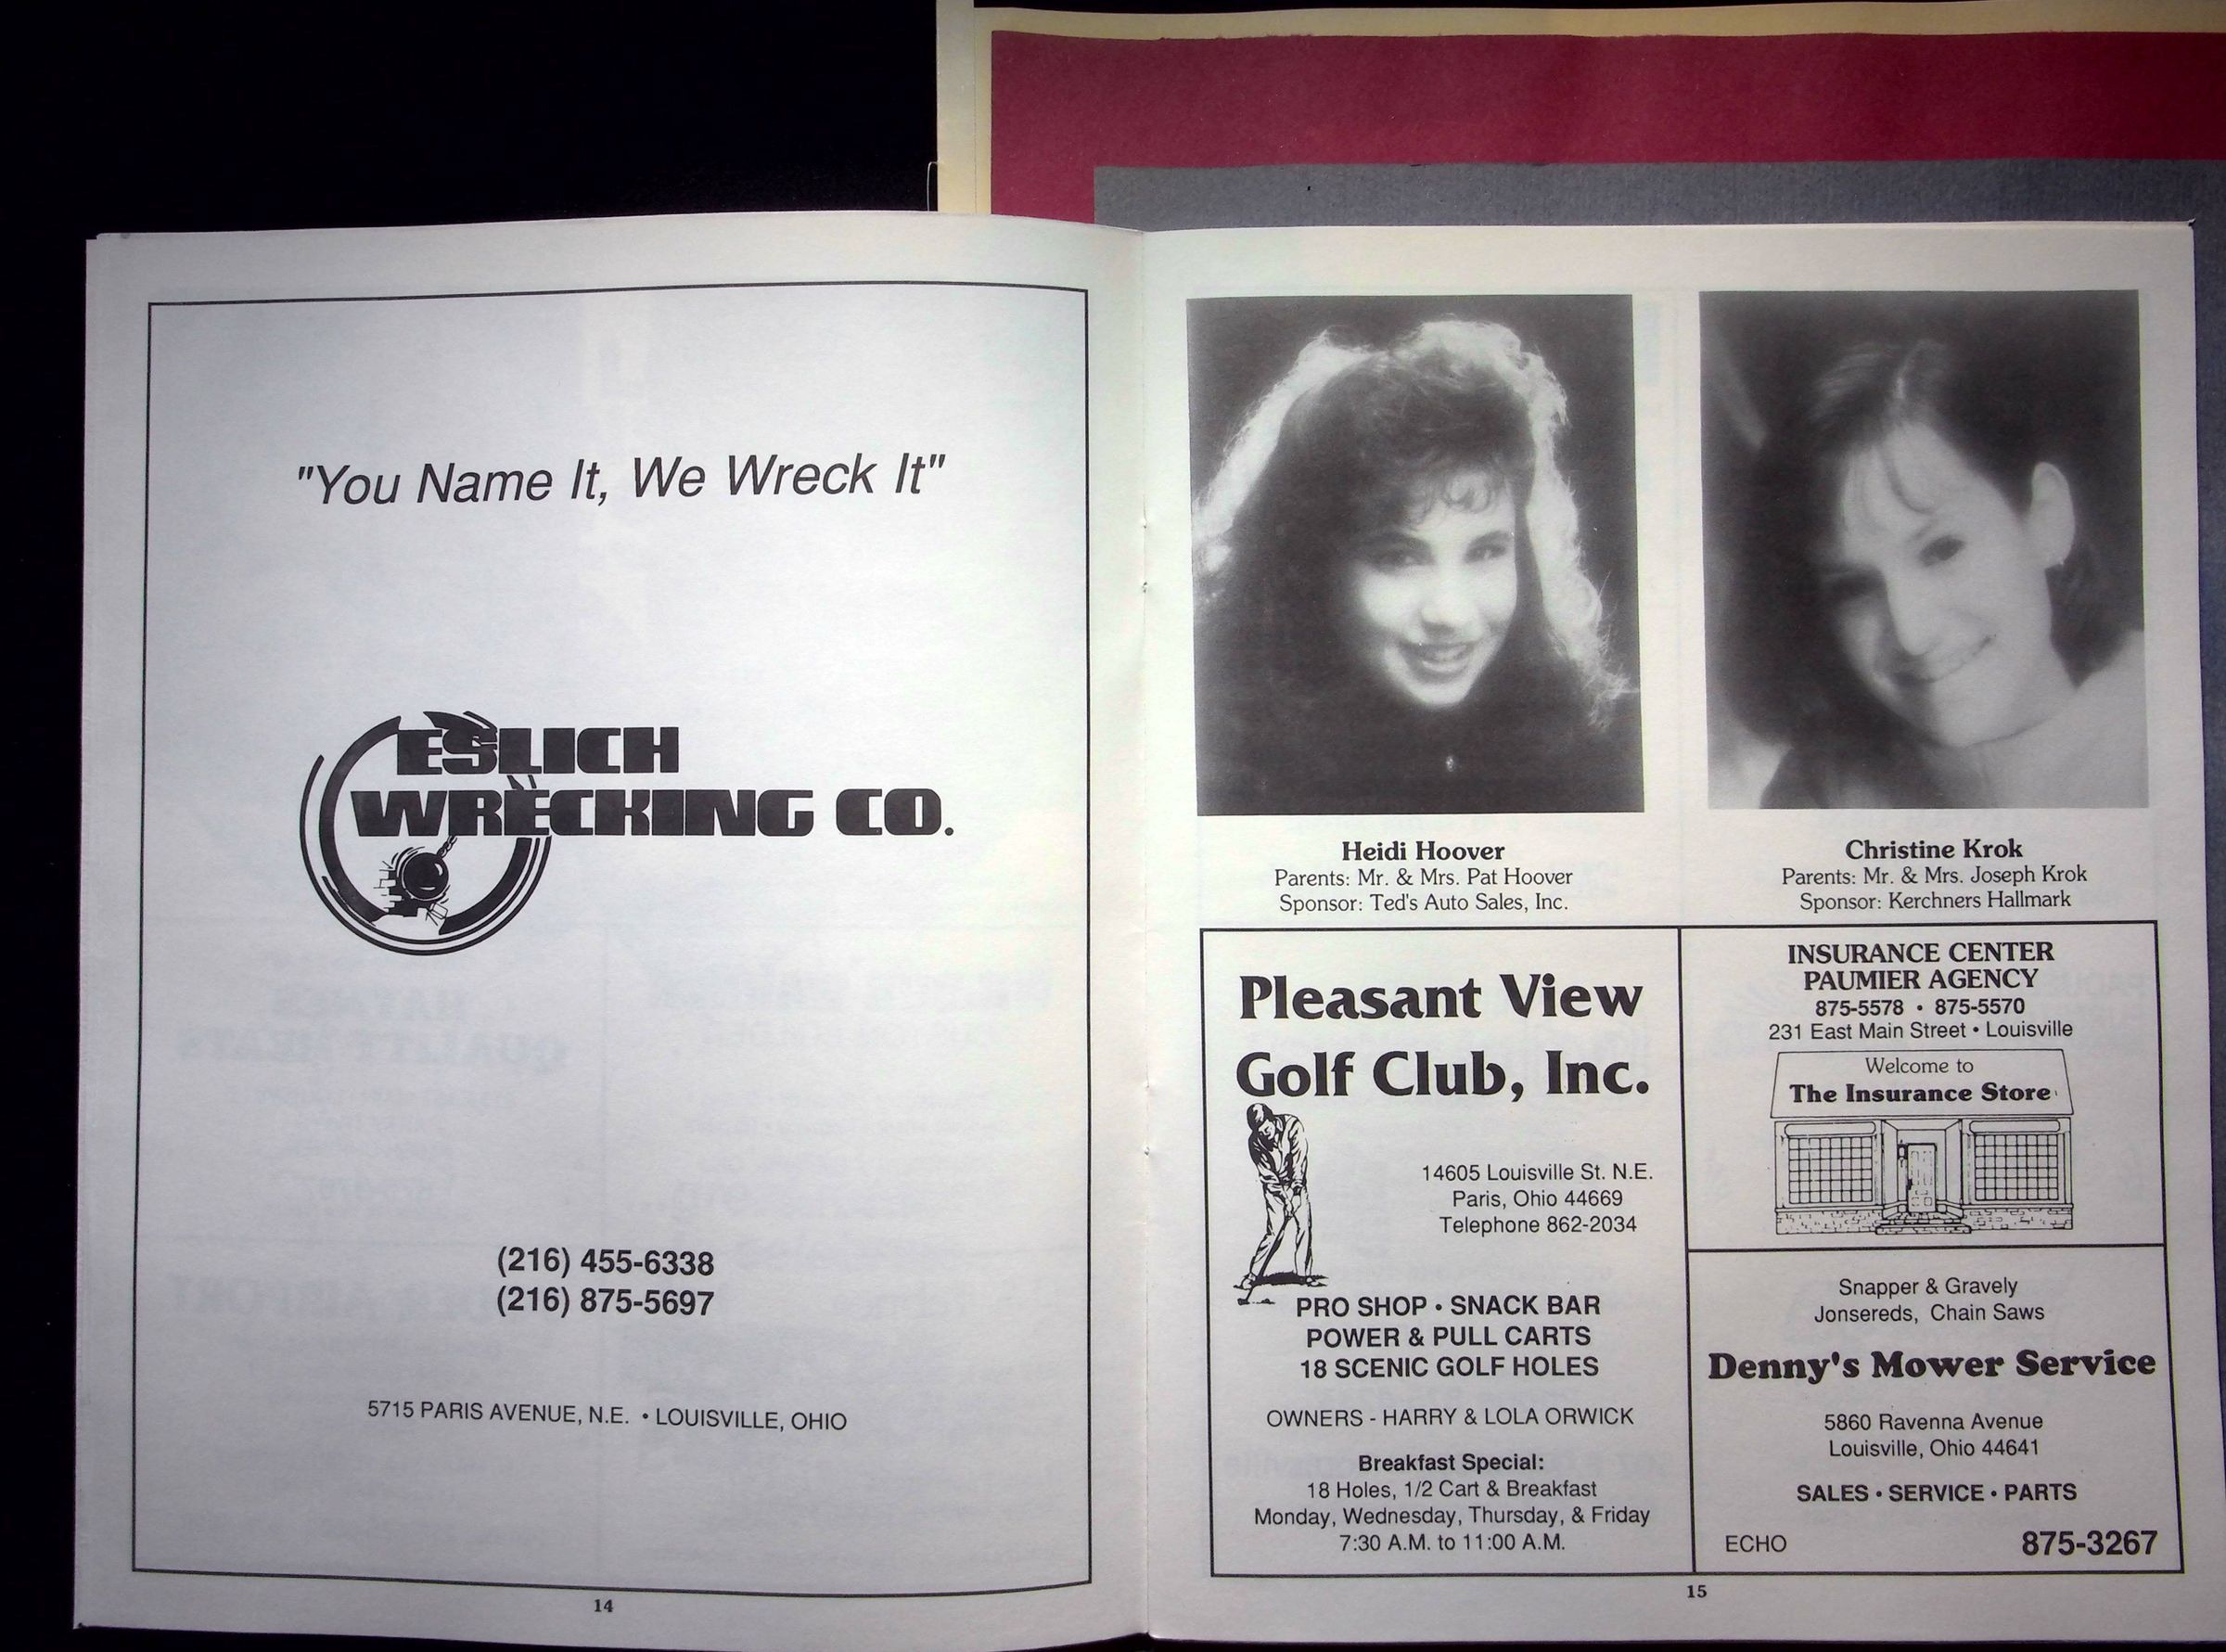 "You Name It, We Wreck It"
ESLICH
WRECKING CO.
(216) 455-6338
(216) 875-5697
5715 PARIS AVENUE, N.E. • LOUISVILLE, OHIO
14
Heidi Hoover
Parents: Mr. & Mrs. Pat Hoover
Sponsor: Ted's Auto Sales, Inc.
Christine Krok
Parents: Mr. & Mrs. Joseph Krok
Sponsor: Kerchners Hallmark
Pleasant View
Golf Club, Inc.
14605 Louisville St. N.E.
Paris, Ohio 44669
Telephone 862-2034
PRO SHOP • SNACK BAR
POWER & PULL CARTS
18 SCENIC GOLF HOLES
OWNERS - HARRY & LOLA ORWICK
Breakfast Special:
18 Holes, 1/2 Cart & Breakfast
Monday, Wednesday, Thursday, & Friday
7:30 A.M. to 11:00 A.M.
INSURANCE CENTER
PAUMIER AGENCY
875-5578 • 875-5570
231 East Main Street • Louisville
Welcome to
The Insurance Store
Snapper & Gravely
Jonsereds, Chain Saws
Denny's Mower Service
5860 Ravenna Avenue
Louisville, Ohio 44641
SALES • SERVICE • PARTS
ECHO 875-3267
15